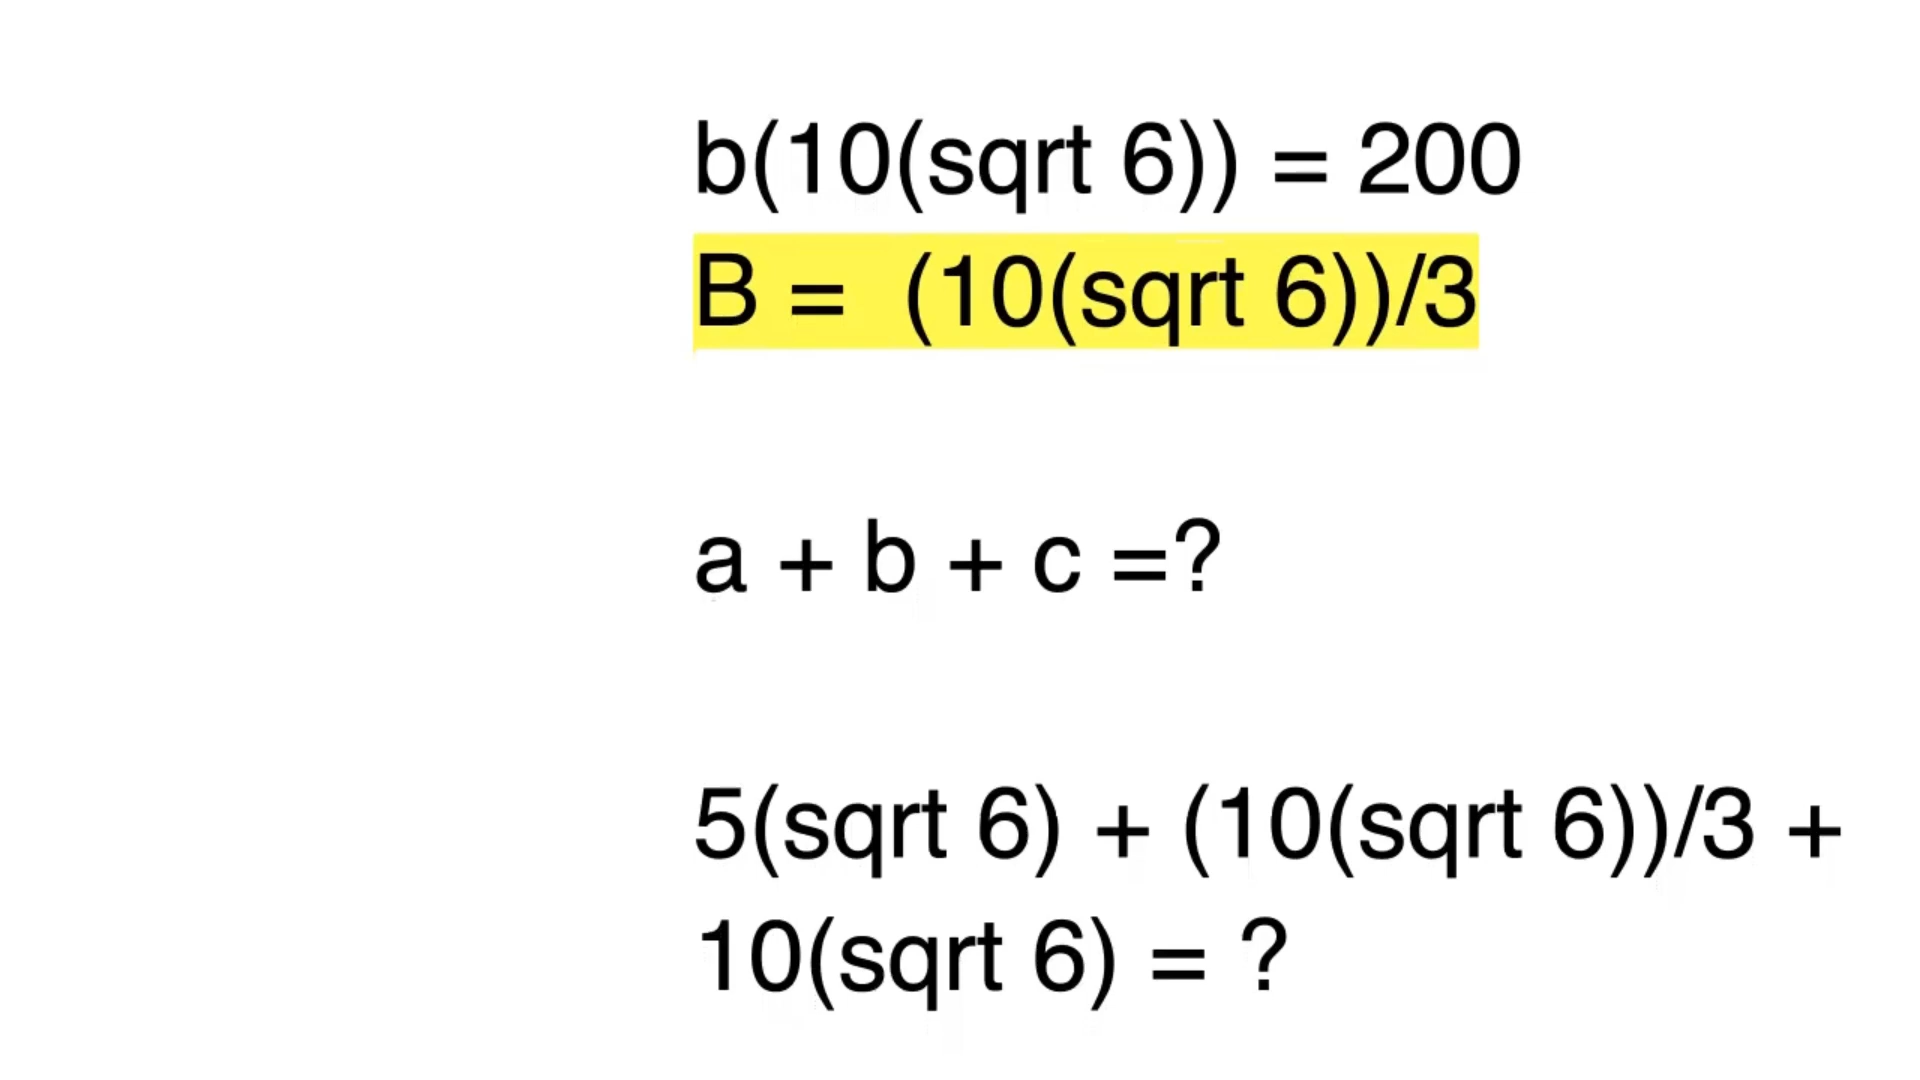 b(10(sqrt 6)) = 200
B =  (10(sqrt 6))/3
a + b + c =?
5(sqrt 6) + (10(sqrt 6))/3 +
10(sqrt 6) = ?